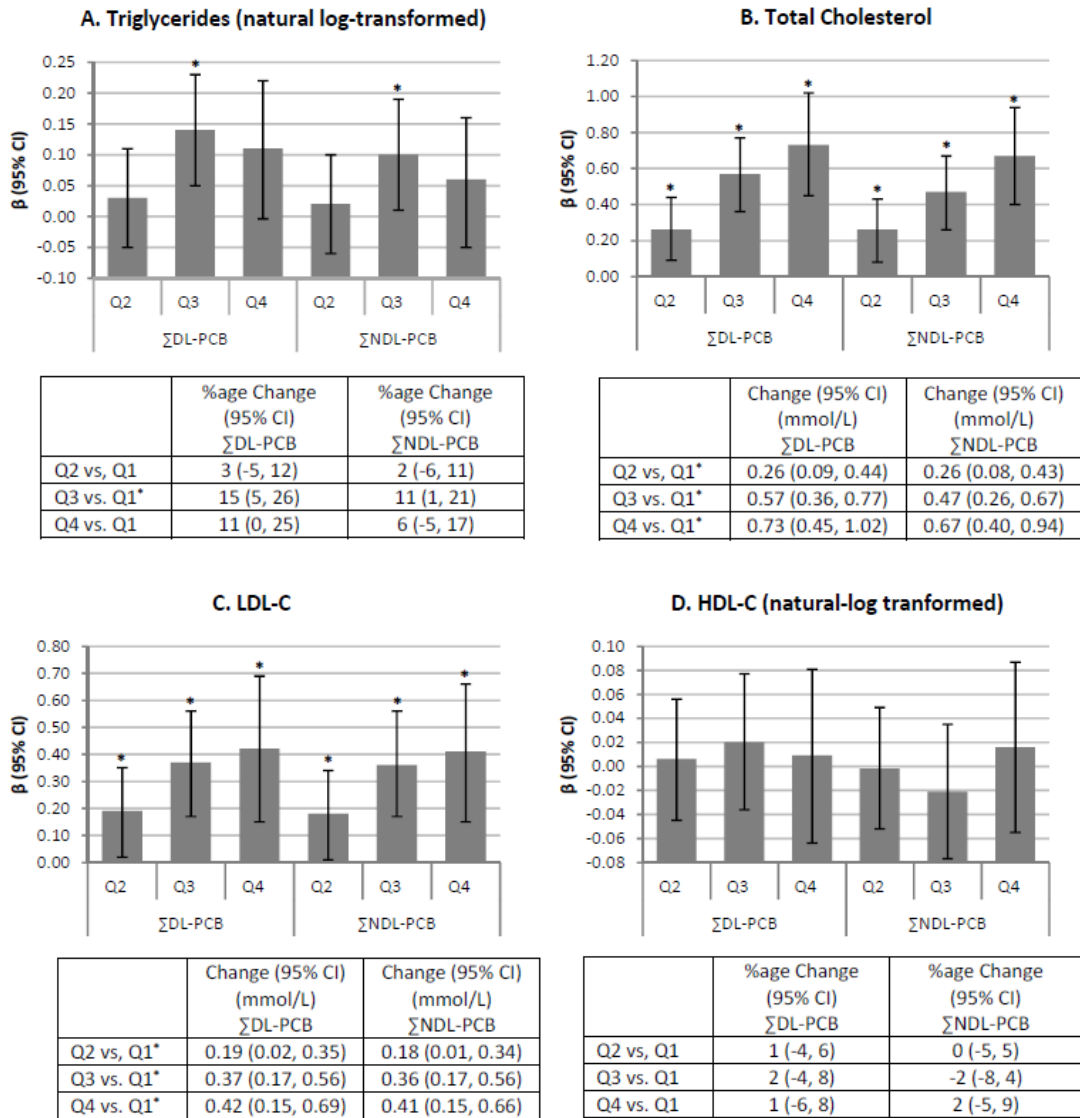 A. Triglycerides (natural log-transformed)
β (95% CI)
0.25
0.20
0.15
0.10
0.05
0.00
-0.05
-0.10
*
*
Q2 Q3 Q4 Q2 Q3 Q4
∑DL-PCB ∑NDL-PCB
%age Change %age Change
(95% CI) (95% CI)
∑DL-PCB ∑NDL-PCB
Q2 vs, Q1 3 (-5, 12) 2 (-6, 11)
Q3 vs. Q1* 15 (5, 26) 11 (1, 21)
Q4 vs. Q1 11 (0, 25) 6 (-5, 17)
B. Total Cholesterol
β (95% CI)
1.20
1.00
0.80
0.60
0.40
0.20
0.00
*
*
*
*
*
*
Q2 Q3 Q4 Q2 Q3 Q4
∑DL-PCB ∑NDL-PCB
Change (95% CI) Change (95% CI)
(mmol/L) (mmol/L)
∑DL-PCB ∑NDL-PCB
Q2 vs, Q1* 0.26 (0.09, 0.44) 0.26 (0.08, 0.43)
Q3 vs. Q1* 0.57 (0.36, 0.77) 0.47 (0.26, 0.67)
Q4 vs. Q1* 0.73 (0.45, 1.02) 0.67 (0.40, 0.94)
C. LDL-C
β (95% CI)
0.80
0.70
0.60
0.50
0.40
0.30
0.20
0.10
0.00
*
*
*
*
*
*
Q2 Q3 Q4 Q2 Q3 Q4
∑DL-PCB ∑NDL-PCB
Change (95% CI) Change (95% CI)
(mmol/L) (mmol/L)
∑DL-PCB ∑NDL-PCB
Q2 vs, Q1* 0.19 (0.02, 0.35) 0.18 (0.01, 0.34)
Q3 vs. Q1* 0.37 (0.17, 0.56) 0.36 (0.17, 0.56)
Q4 vs. Q1* 0.42 (0.15, 0.69) 0.41 (0.15, 0.66)
D. HDL-C (natural-log tranformed)
β (95% CI)
0.10
0.08
0.06
0.04
0.02
0.00
-0.02
-0.04
-0.06
-0.08
Q2 Q3 Q4 Q2 Q3 Q4
∑DL-PCB ∑NDL-PCB
%age Change %age Change
(95% CI) (95% CI)
∑DL-PCB ∑NDL-PCB
Q2 vs, Q1 1 (-4, 6) 0 (-5, 5)
Q3 vs. Q1 2 (-4, 8) -2 (-8, 4)
Q4 vs. Q1 1 (-6, 8) 2 (-5, 9)